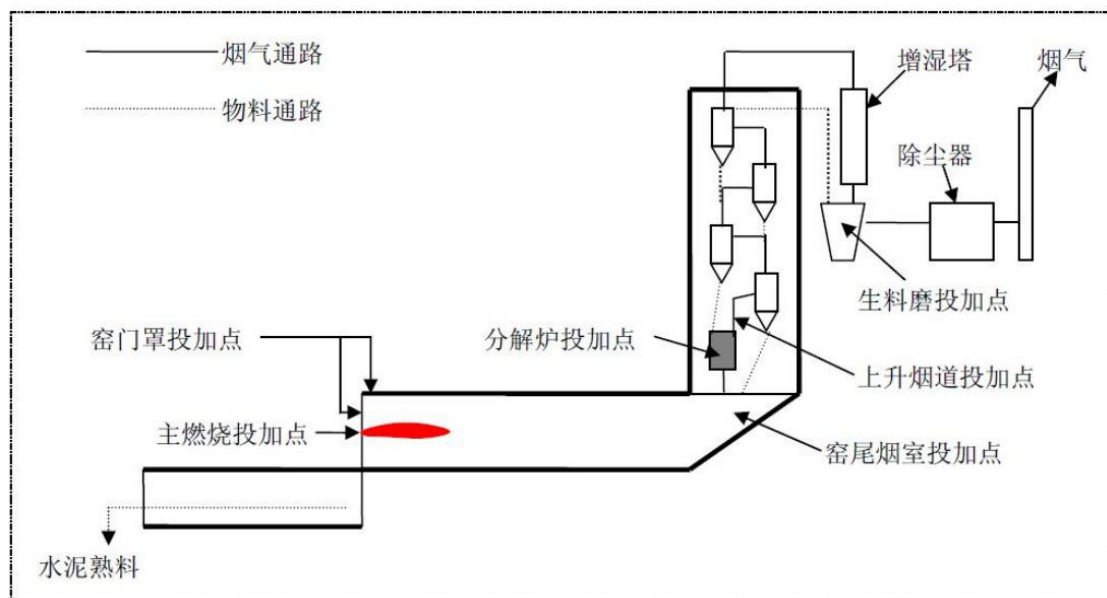 烟气通路
物料通路
增湿塔
烟气
除尘器
生料磨投加点
窑门罩投加点
分解炉投加点
上升烟道投加点
主燃烧投加点
窑尾烟室投加点
水泥熟料